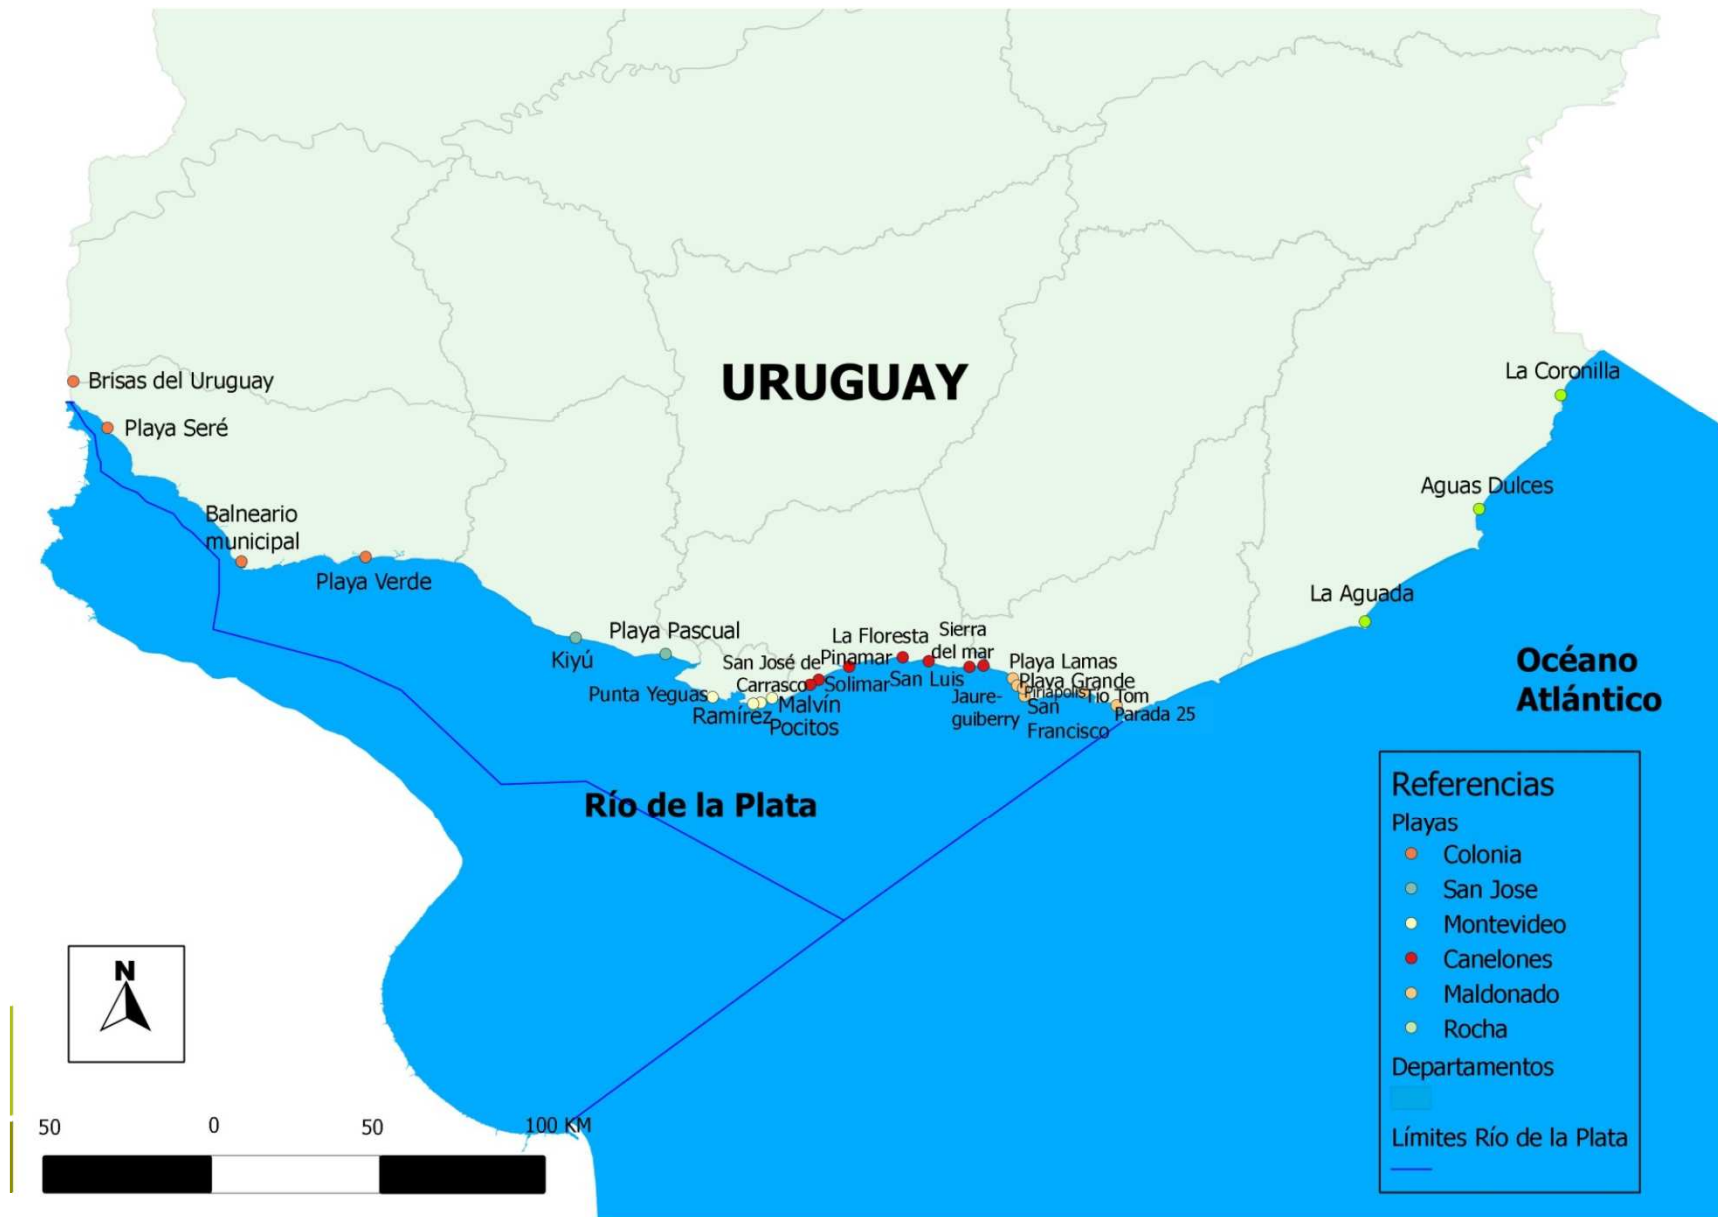 URUGUAY
Brisas del Uruguay
Playa Seré
Balneario
municipal
Playa Verde
Kiyú
Playa Pascual
Punta Yeguas
Ramírez
Pocitos
Malvín
San José de
Carrasco
Solimar
Pinamar
La Floresta
San Luis
Sierra
del mar
Jaure-
guiberry
Playa Lamas
Playa Grande
Piriápolis
San
Francisco
Tío Tom
Parada 25
La Aguada
Aguas Dulces
La Coronilla
Océano
Atlántico
Río de la Plata
N
50 0 50 100 KM
Referencias
Playas
Colonia
San Jose
Montevideo
Canelones
Maldonado
Rocha
Departamentos
Límites Río de la Plata